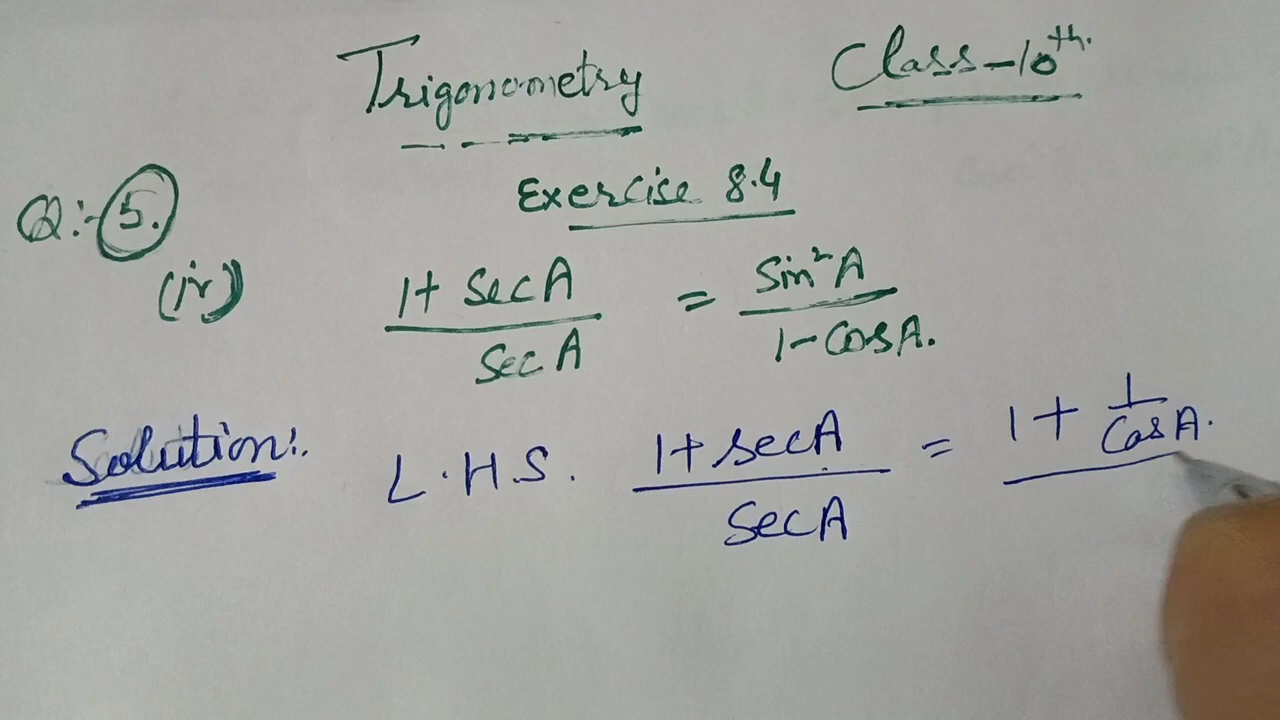 Trigonometry Class-10th.
Exercise 8.4
Q:-5.
(iv) 1+ SecA / SecA = Sin²A / 1-CosA.
Solution:. L.H.S. 1+secA / SecA = 1+ 1/CosA.